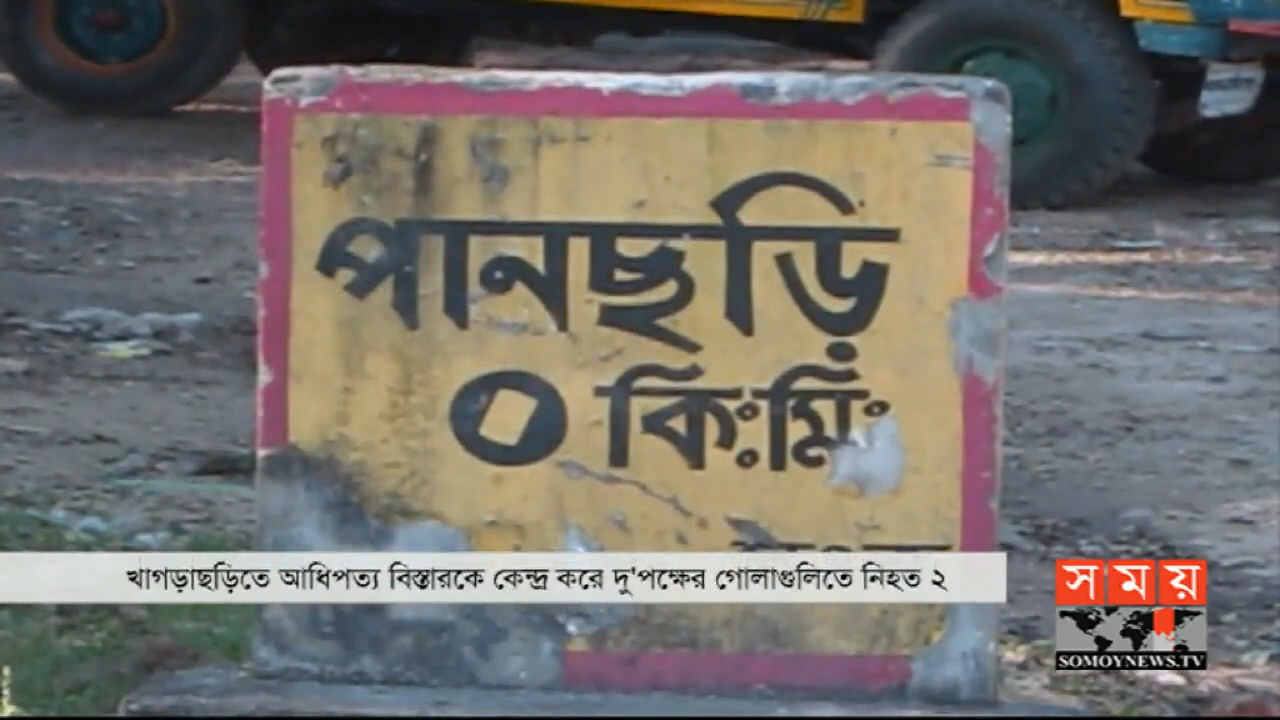 পানছড়ি
০ কিঃমিঃ
খাগড়াছড়িতে আধিপত্য বিস্তারকে কেন্দ্র করে দু'পক্ষের গোলাগুলিতে নিহত ২
সময়
SOMOYNEWS.TV